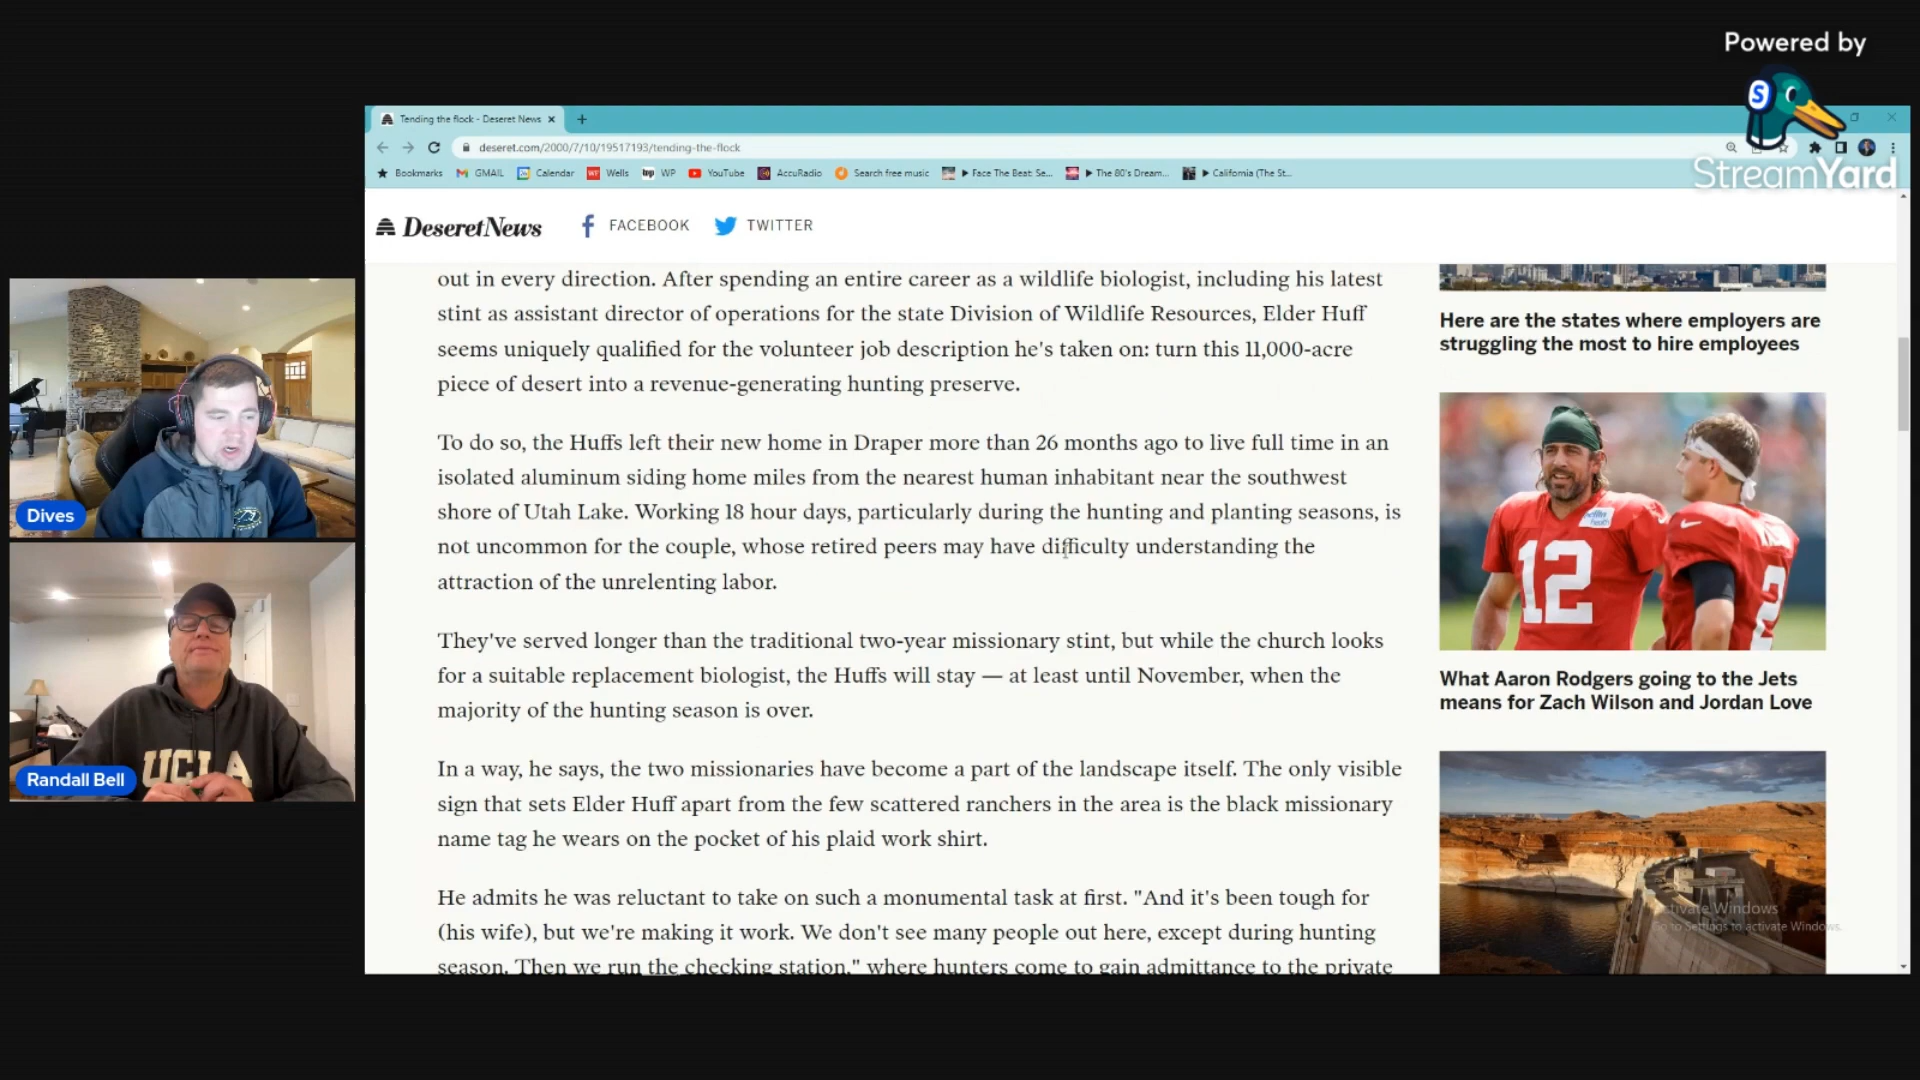 Powered by
StreamYard
Tending the flock - Deseret News
deseret.com/2000/7/10/19517193/tending-the-flock
Bookmarks GMAIL Calendar Wells WP YouTube AccuRadio Search free music Face The Beat: Se... The 80's Dream... California (The St...
Deseret News FACEBOOK TWITTER
out in every direction. After spending an entire career as a wildlife biologist, including his latest
stint as assistant director of operations for the state Division of Wildlife Resources, Elder Huff
seems uniquely qualified for the volunteer job description he's taken on: turn this 11,000-acre
piece of desert into a revenue-generating hunting preserve.
To do so, the Huffs left their new home in Draper more than 26 months ago to live full time in an
isolated aluminum siding home miles from the nearest human inhabitant near the southwest
shore of Utah Lake. Working 18 hour days, particularly during the hunting and planting seasons, is
not uncommon for the couple, whose retired peers may have difficulty understanding the
attraction of the unrelenting labor.
They've served longer than the traditional two-year missionary stint, but while the church looks
for a suitable replacement biologist, the Huffs will stay — at least until November, when the
majority of the hunting season is over.
In a way, he says, the two missionaries have become a part of the landscape itself. The only visible
sign that sets Elder Huff apart from the few scattered ranchers in the area is the black missionary
name tag he wears on the pocket of his plaid work shirt.
He admits he was reluctant to take on such a monumental task at first. "And it's been tough for
(his wife), but we're making it work. We don't see many people out here, except during hunting
season. Then we run the checking station," where hunters come to gain admittance to the private
Here are the states where employers are
struggling the most to hire employees
12
2
What Aaron Rodgers going to the Jets
means for Zach Wilson and Jordan Love
Activate Windows
Go to Settings to activate Windows.
Dives
UCLA
Randall Bell